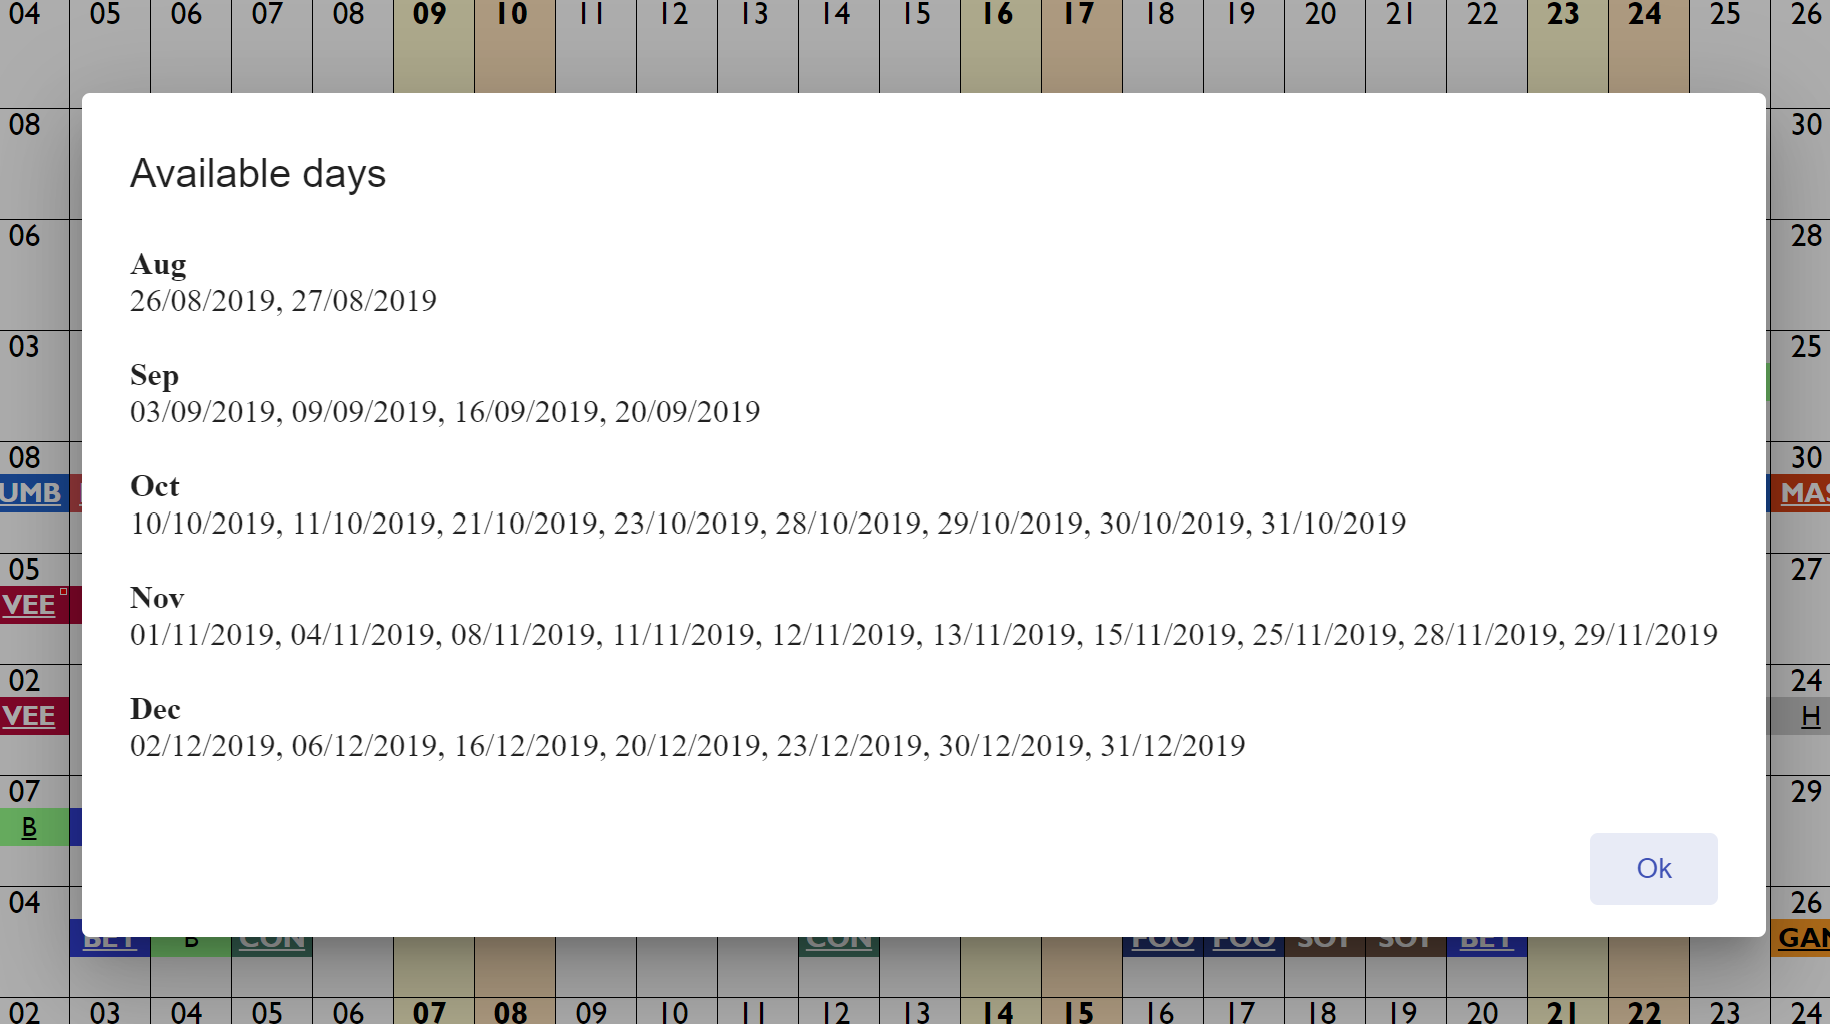 04 05 06 07 08 09 10 11 12 13 14 15 16 17 18 19 20 21 22 23 24 25 26
08 30
Available days
06 28
Aug
26/08/2019, 27/08/2019
03 25
Sep
03/09/2019, 09/09/2019, 16/09/2019, 20/09/2019
08 30
UMB MAS
Oct
10/10/2019, 11/10/2019, 21/10/2019, 23/10/2019, 28/10/2019, 29/10/2019, 30/10/2019, 31/10/2019
05 27
VEE
Nov
01/11/2019, 04/11/2019, 08/11/2019, 11/11/2019, 12/11/2019, 13/11/2019, 15/11/2019, 25/11/2019, 28/11/2019, 29/11/2019
02 24
VEE H
Dec
02/12/2019, 06/12/2019, 16/12/2019, 20/12/2019, 23/12/2019, 30/12/2019, 31/12/2019
07 29
B
Ok
04 26
BET B CON CON FOO FOO SOT SOT BET GAN
02 03 04 05 06 07 08 09 10 11 12 13 14 15 16 17 18 19 20 21 22 23 24